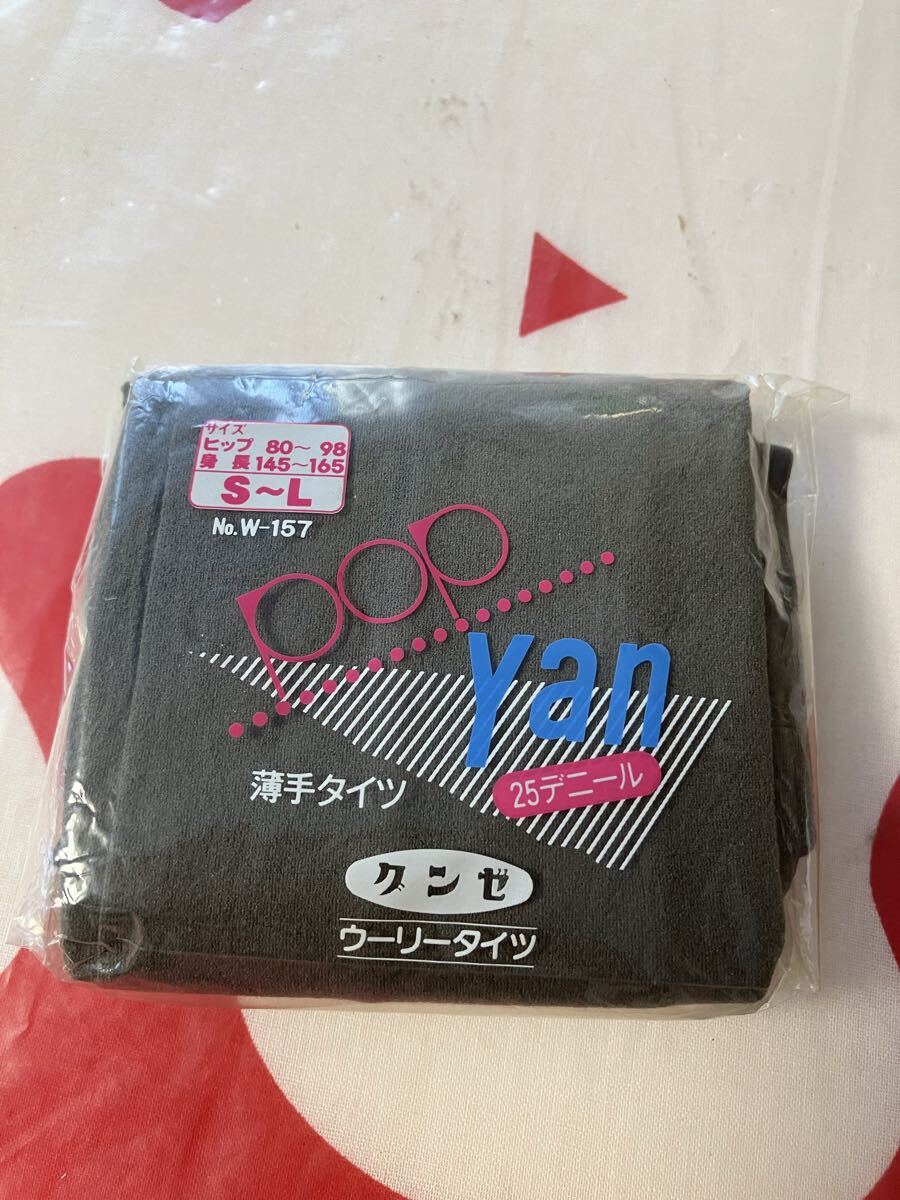 サイズ
ヒップ 80〜98
身長 145〜165
S〜L
No.W-157
pop
yan
薄手タイツ
25デニール
グンゼ
ウーリータイツ